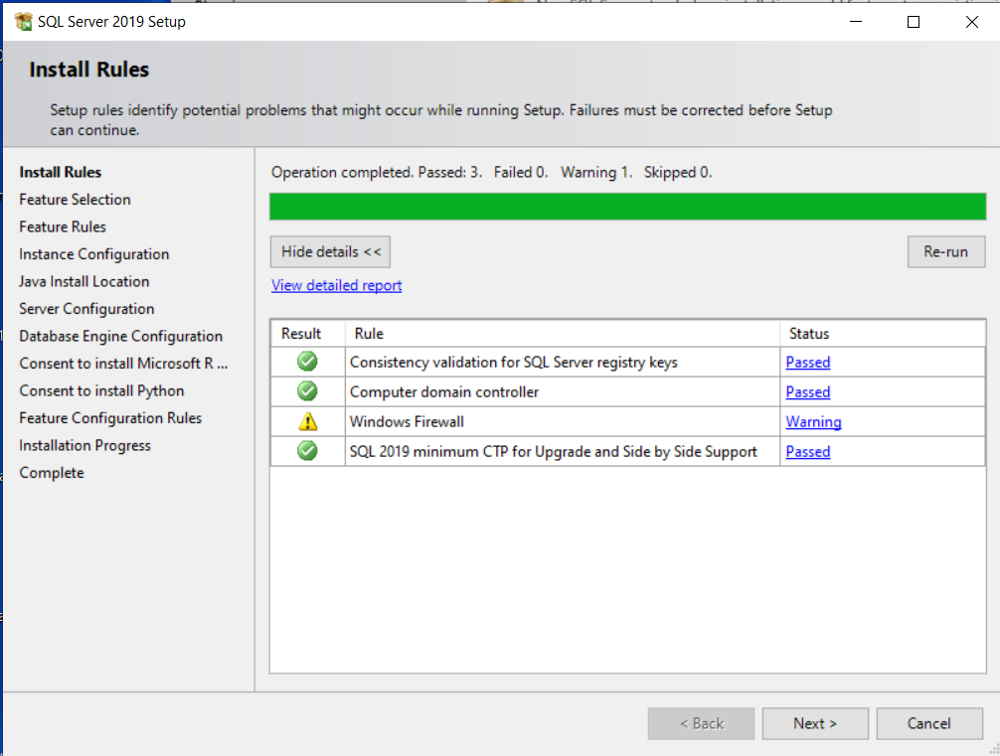 SQL Server 2019 Setup
Install Rules
Setup rules identify potential problems that might occur while running Setup. Failures must be corrected before Setup
can continue.
Install Rules
Feature Selection
Feature Rules
Instance Configuration
Java Install Location
Server Configuration
Database Engine Configuration
Consent to install Microsoft R ...
Consent to install Python
Feature Configuration Rules
Installation Progress
Complete
Operation completed. Passed: 3. Failed 0. Warning 1. Skipped 0.
Hide details <<
Re-run
View detailed report
Result Rule Status
Consistency validation for SQL Server registry keys Passed
Computer domain controller Passed
Windows Firewall Warning
SQL 2019 minimum CTP for Upgrade and Side by Side Support Passed
< Back Next > Cancel